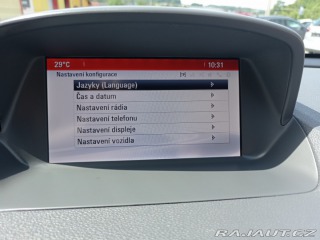 29°C 10:31
Nastavení konfigurace
Jazyky (Language)
Čas a datum
Nastavení rádia
Nastavení telefonu
Nastavení displeje
Nastavení vozidla
RAJAUT.CZ